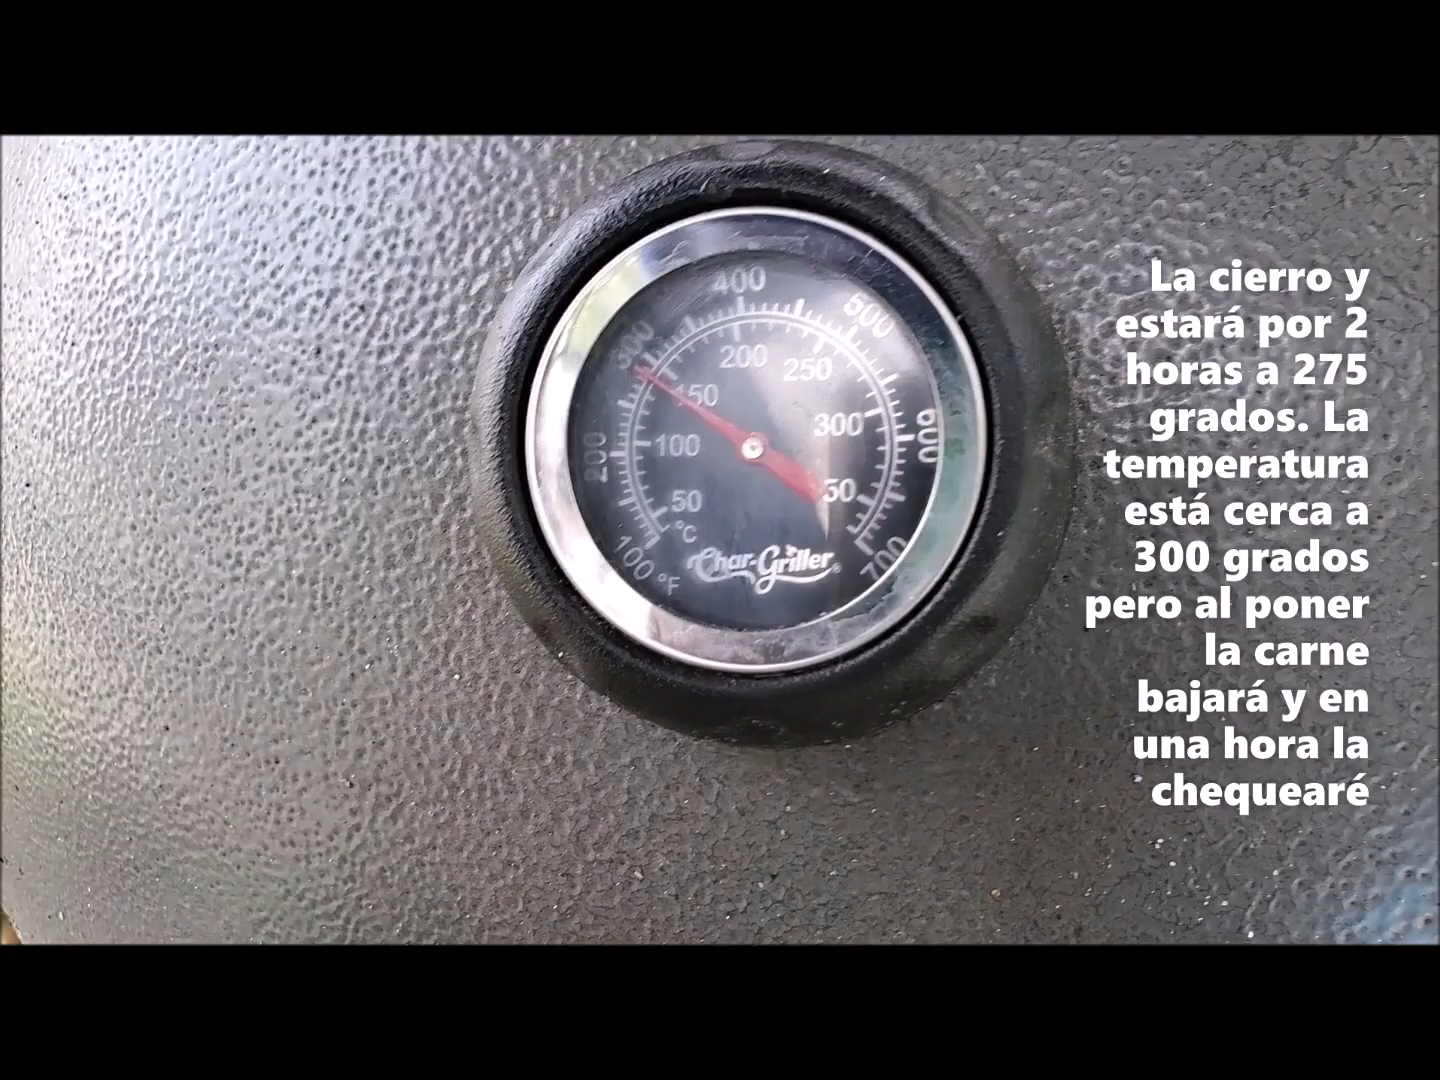 400
500
300
200
250
150
300
600
100
200
50
50
°C
100
°F
Char-Griller
700
La cierro y
estará por 2
horas a 275
grados. La
temperatura
está cerca a
300 grados
pero al poner
la carne
bajará y en
una hora la
chequearé